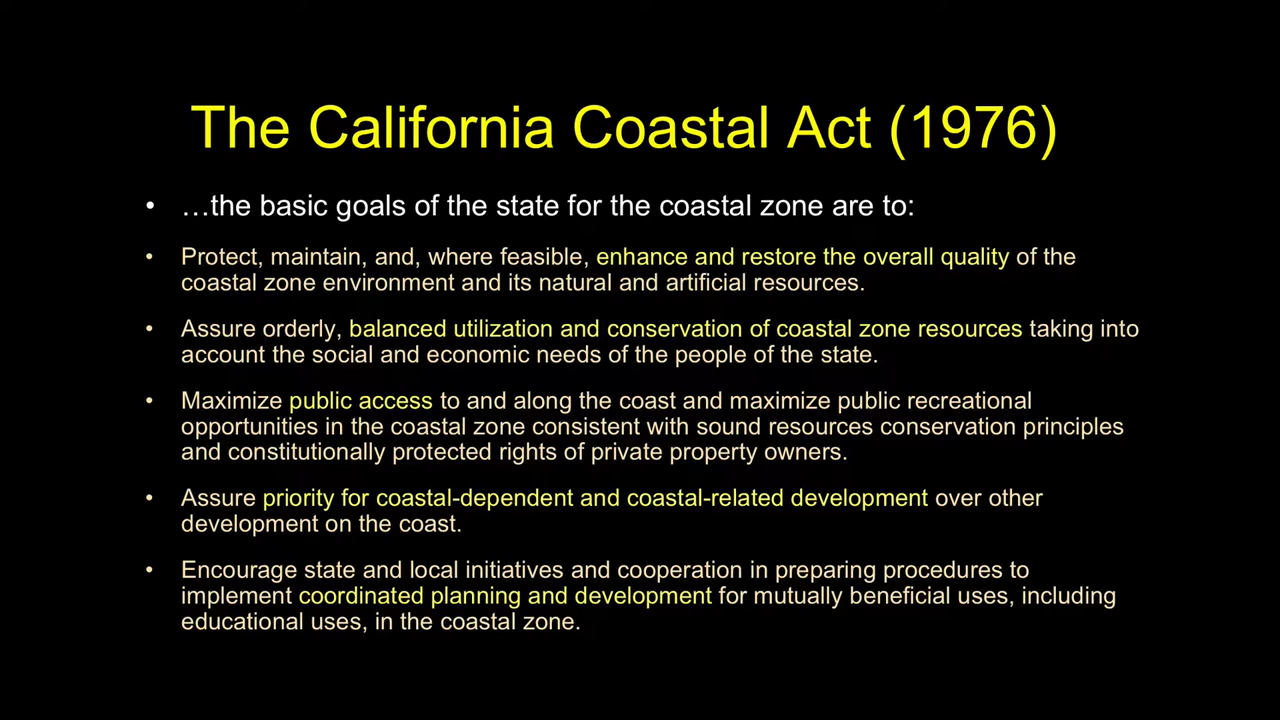 The California Coastal Act (1976)
• …the basic goals of the state for the coastal zone are to:
• Protect, maintain, and, where feasible, enhance and restore the overall quality of the
coastal zone environment and its natural and artificial resources.
• Assure orderly, balanced utilization and conservation of coastal zone resources taking into
account the social and economic needs of the people of the state.
• Maximize public access to and along the coast and maximize public recreational
opportunities in the coastal zone consistent with sound resources conservation principles
and constitutionally protected rights of private property owners.
• Assure priority for coastal-dependent and coastal-related development over other
development on the coast.
• Encourage state and local initiatives and cooperation in preparing procedures to
implement coordinated planning and development for mutually beneficial uses, including
educational uses, in the coastal zone.